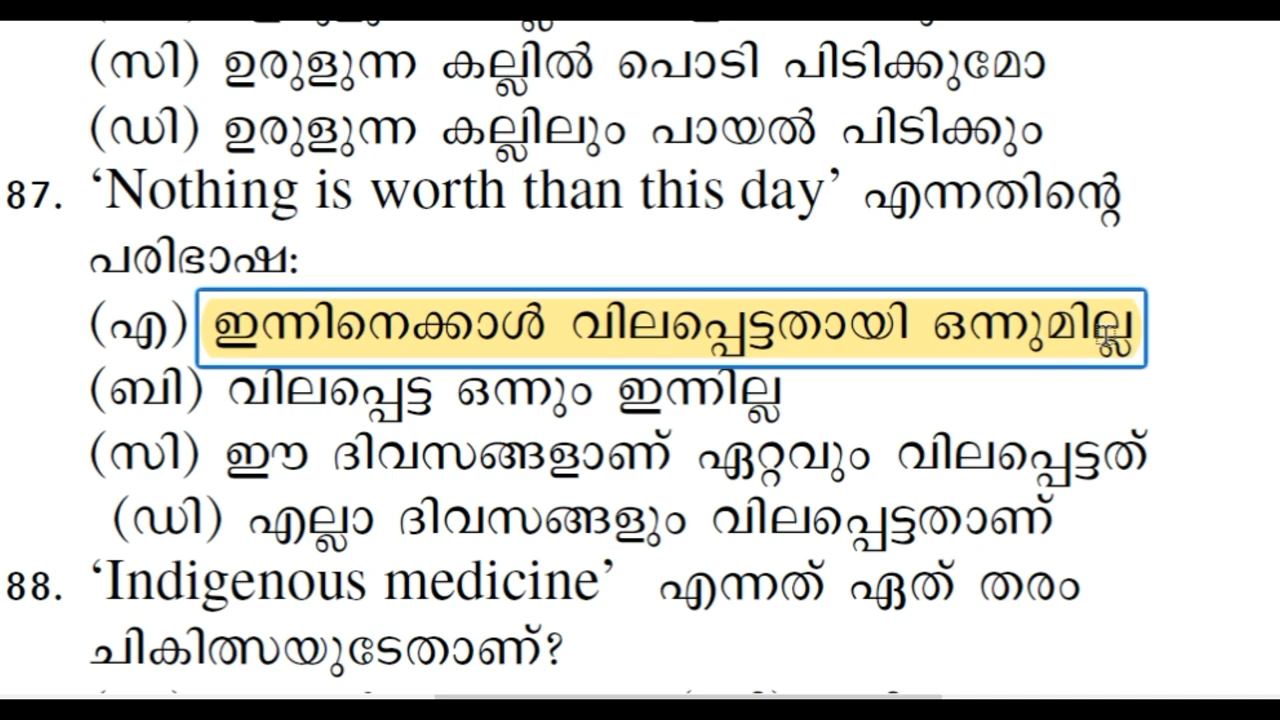 (സി) ഉരുളുന്ന കല്ലിൽ പൊടി പിടിക്കുമോ
(ഡി) ഉരുളുന്ന കല്ലിലും പായൽ പിടിക്കും
87. ‘Nothing is worth than this day’ എന്നതിന്റെ
പരിഭാഷ:
(എ) ഇന്നിനെക്കാൾ വിലപ്പെട്ടതായി ഒന്നുമില്ല
(ബി) വിലപ്പെട്ട ഒന്നും ഇന്നില്ല
(സി) ഈ ദിവസങ്ങളാണ് ഏറ്റവും വിലപ്പെട്ടത്
(ഡി) എല്ലാ ദിവസങ്ങളും വിലപ്പെട്ടതാണ്
88. ‘Indigenous medicine’ എന്നത് ഏത് തരം
ചികിത്സയുടേതാണ്?